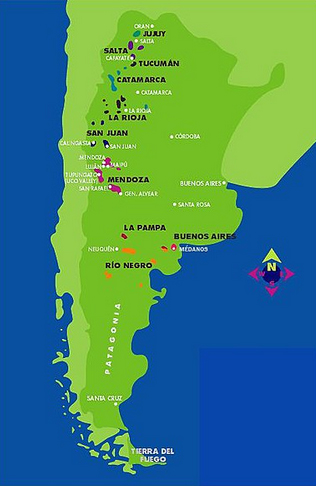 ORAN
JUJUY
SALTA
SALTA
CAFAYATE
TUCUMÁN
CATAMARCA
CATAMARCA
LA RIOJA
LA RIOJA
SAN JUAN
CÓRDOBA
CALINGASTA
SAN JUAN
MENDOZA
MAIPÚ
LUJÁN
TUPUNGATO
(UCO VALLEY)
MENDOZA
BUENOS AIRES
SAN RAFAEL
GEN. ALVEAR
SANTA ROSA
LA PAMPA
BUENOS AIRES
NEUQUÉN
MÉDANOS
RÍO NEGRO
N
W
E
S
PATAGONIA
SANTA CRUZ
TIERRA DEL
FUEGO